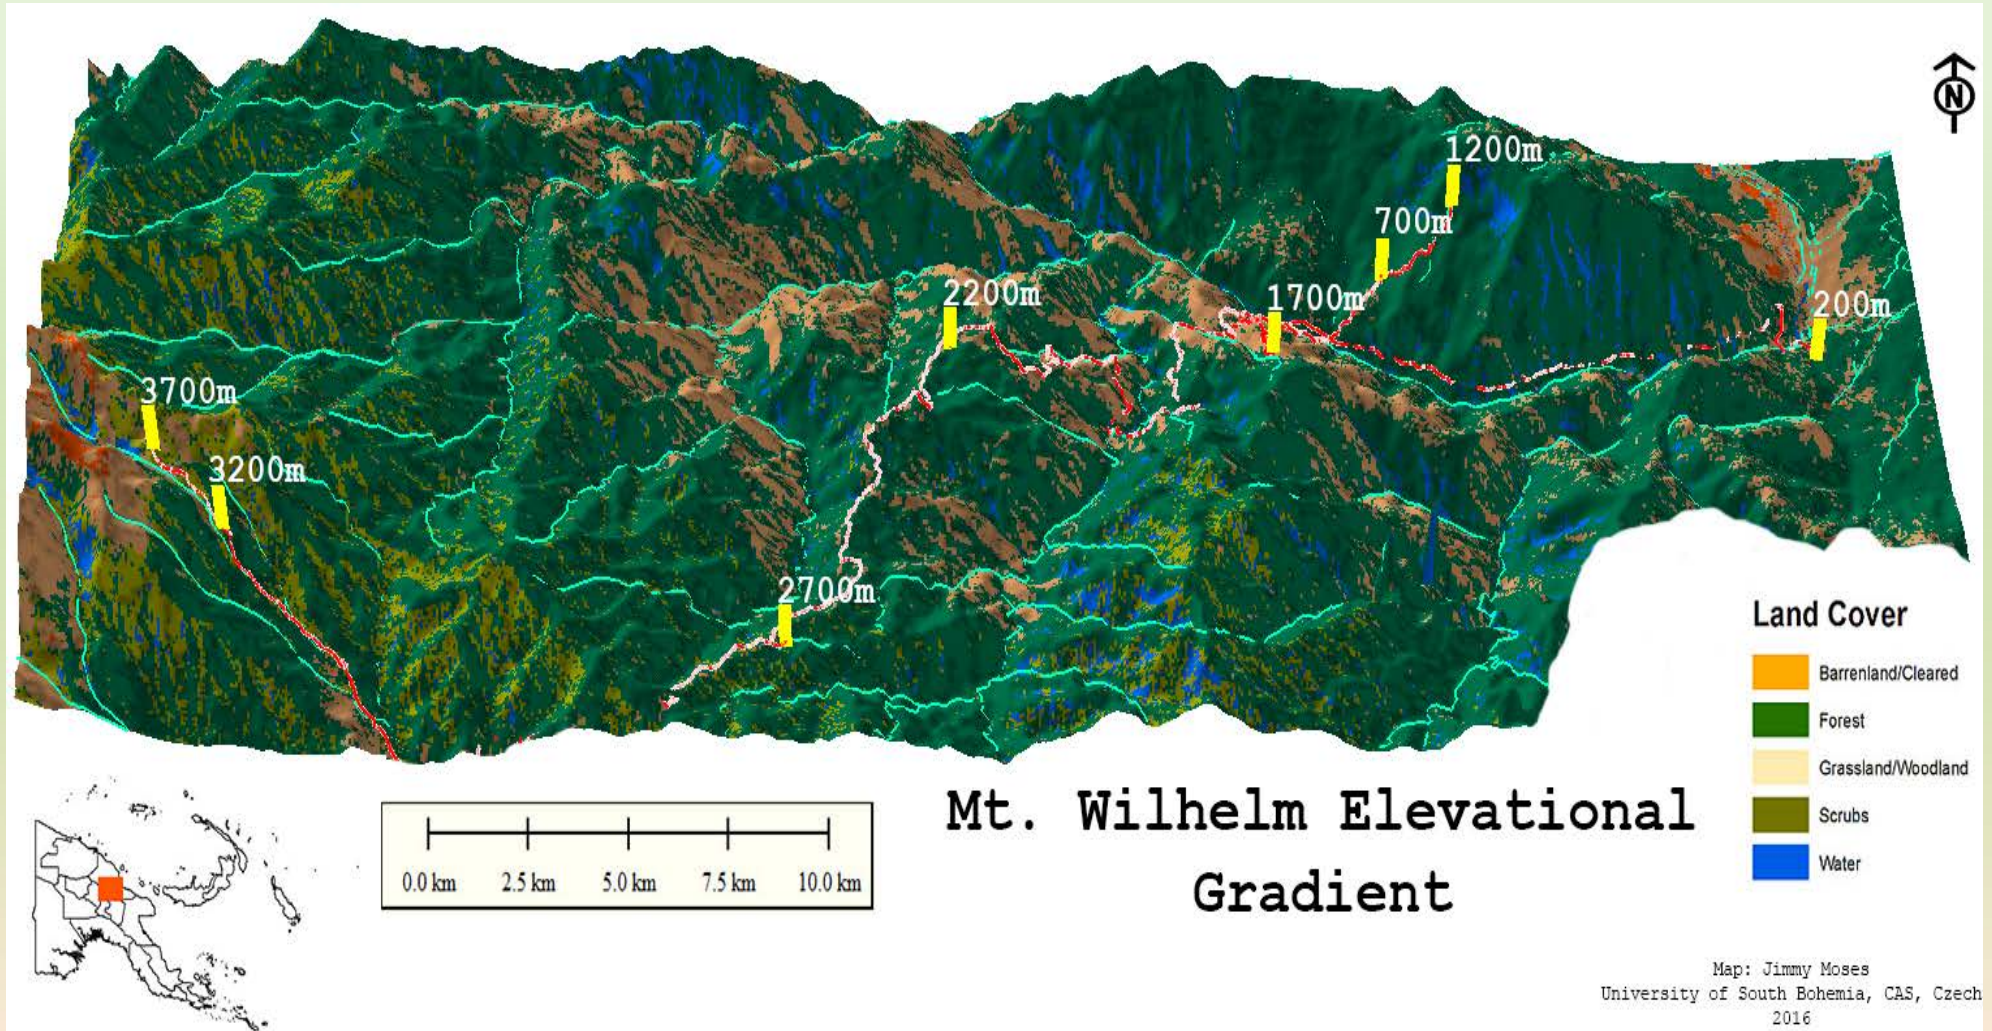 N
1200m
700m
2200m
1700m
200m
3700m
3200m
2700m
Land Cover
Barrenland/Cleared
Forest
Grassland/Woodland
Scrubs
Water
0.0 km 2.5 km 5.0 km 7.5 km 10.0 km
Mt. Wilhelm Elevational
Gradient
Map: Jimmy Moses
University of South Bohemia, CAS, Czech
2016